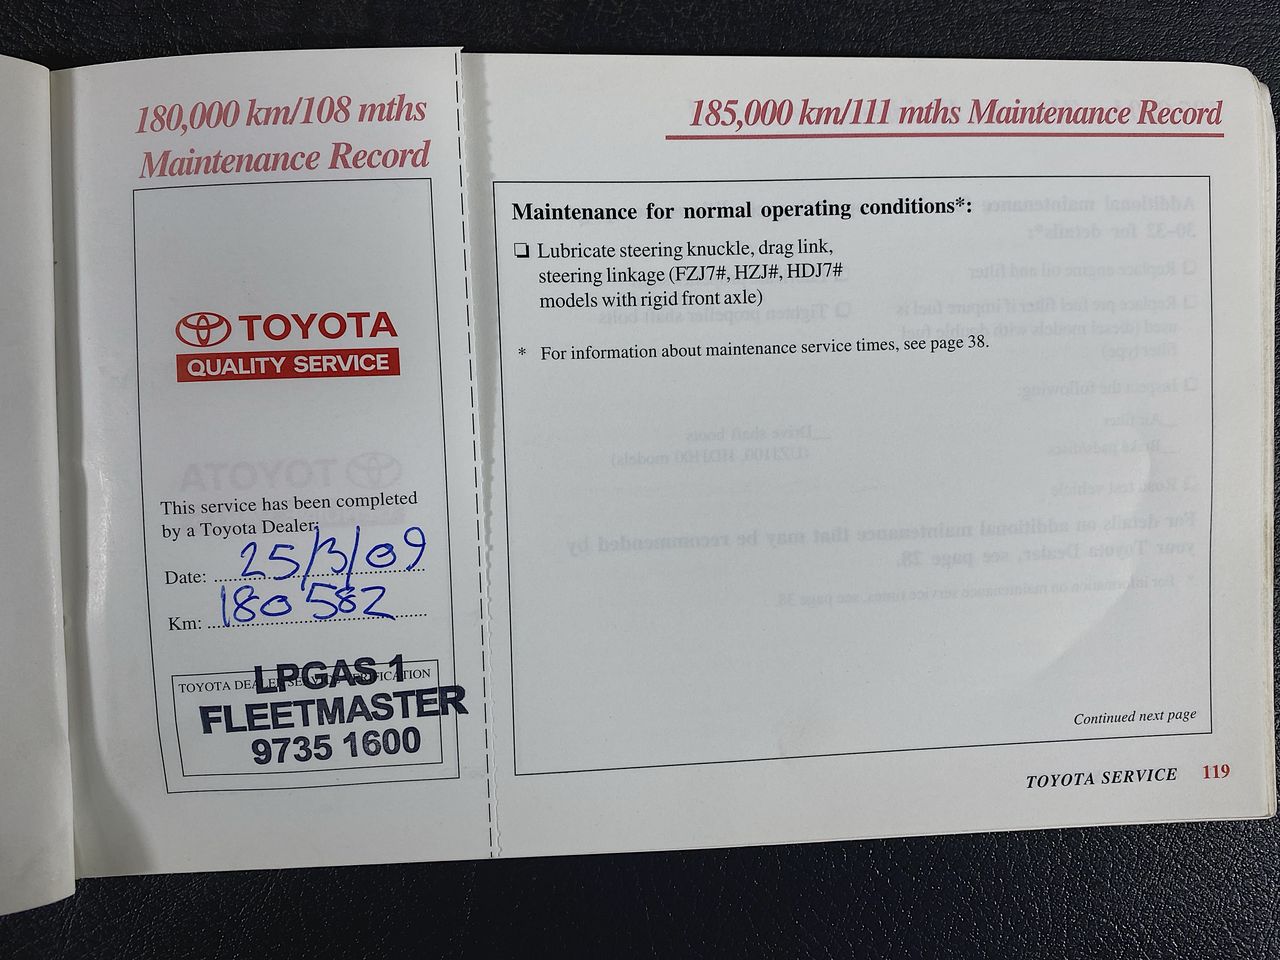 180,000 km/108 mths
Maintenance Record
TOYOTA
QUALITY SERVICE
This service has been completed
by a Toyota Dealer:
Date: 25/3/09
Km: 180 582
TOYOTA DEALER SERVICE VERIFICATION
LPGAS 1
FLEETMASTER
9735 1600
185,000 km/111 mths Maintenance Record
Maintenance for normal operating conditions*:
❏ Lubricate steering knuckle, drag link,
steering linkage (FZJ7#, HZJ#, HDJ7#
models with rigid front axle)
* For information about maintenance service times, see page 38.
Continued next page
TOYOTA SERVICE 119